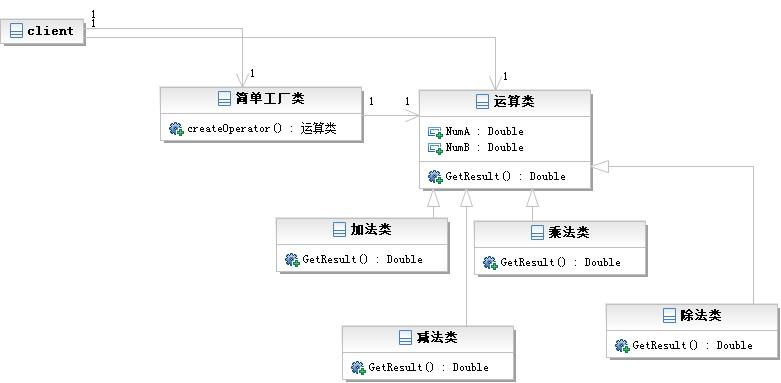 client
1
1
1
1
简单工厂类
createOperator() : 运算类
1
1
运算类
NumA : Double
NumB : Double
GetResult() : Double
加法类
GetResult() : Double
乘法类
GetResult() : Double
减法类
GetResult() : Double
除法类
GetResult() : Double